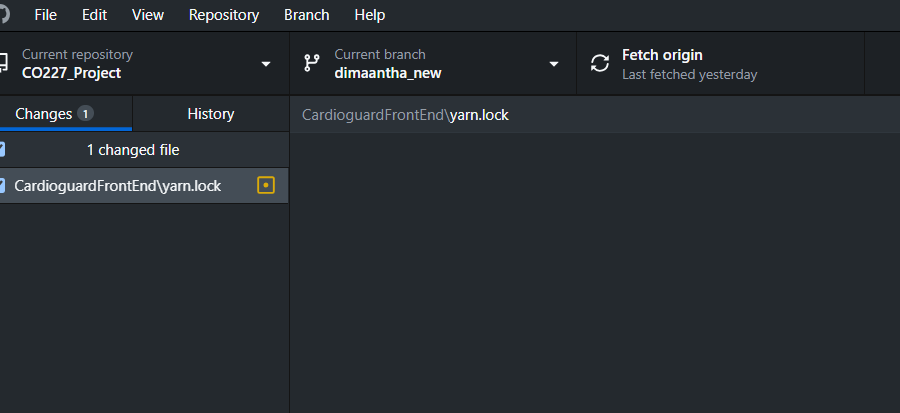 File Edit View Repository Branch Help
Current repository
CO227_Project
Current branch
dimaantha_new
Fetch origin
Last fetched yesterday
Changes 1 History
CardioguardFrontEnd\yarn.lock
1 changed file
CardioguardFrontEnd\yarn.lock